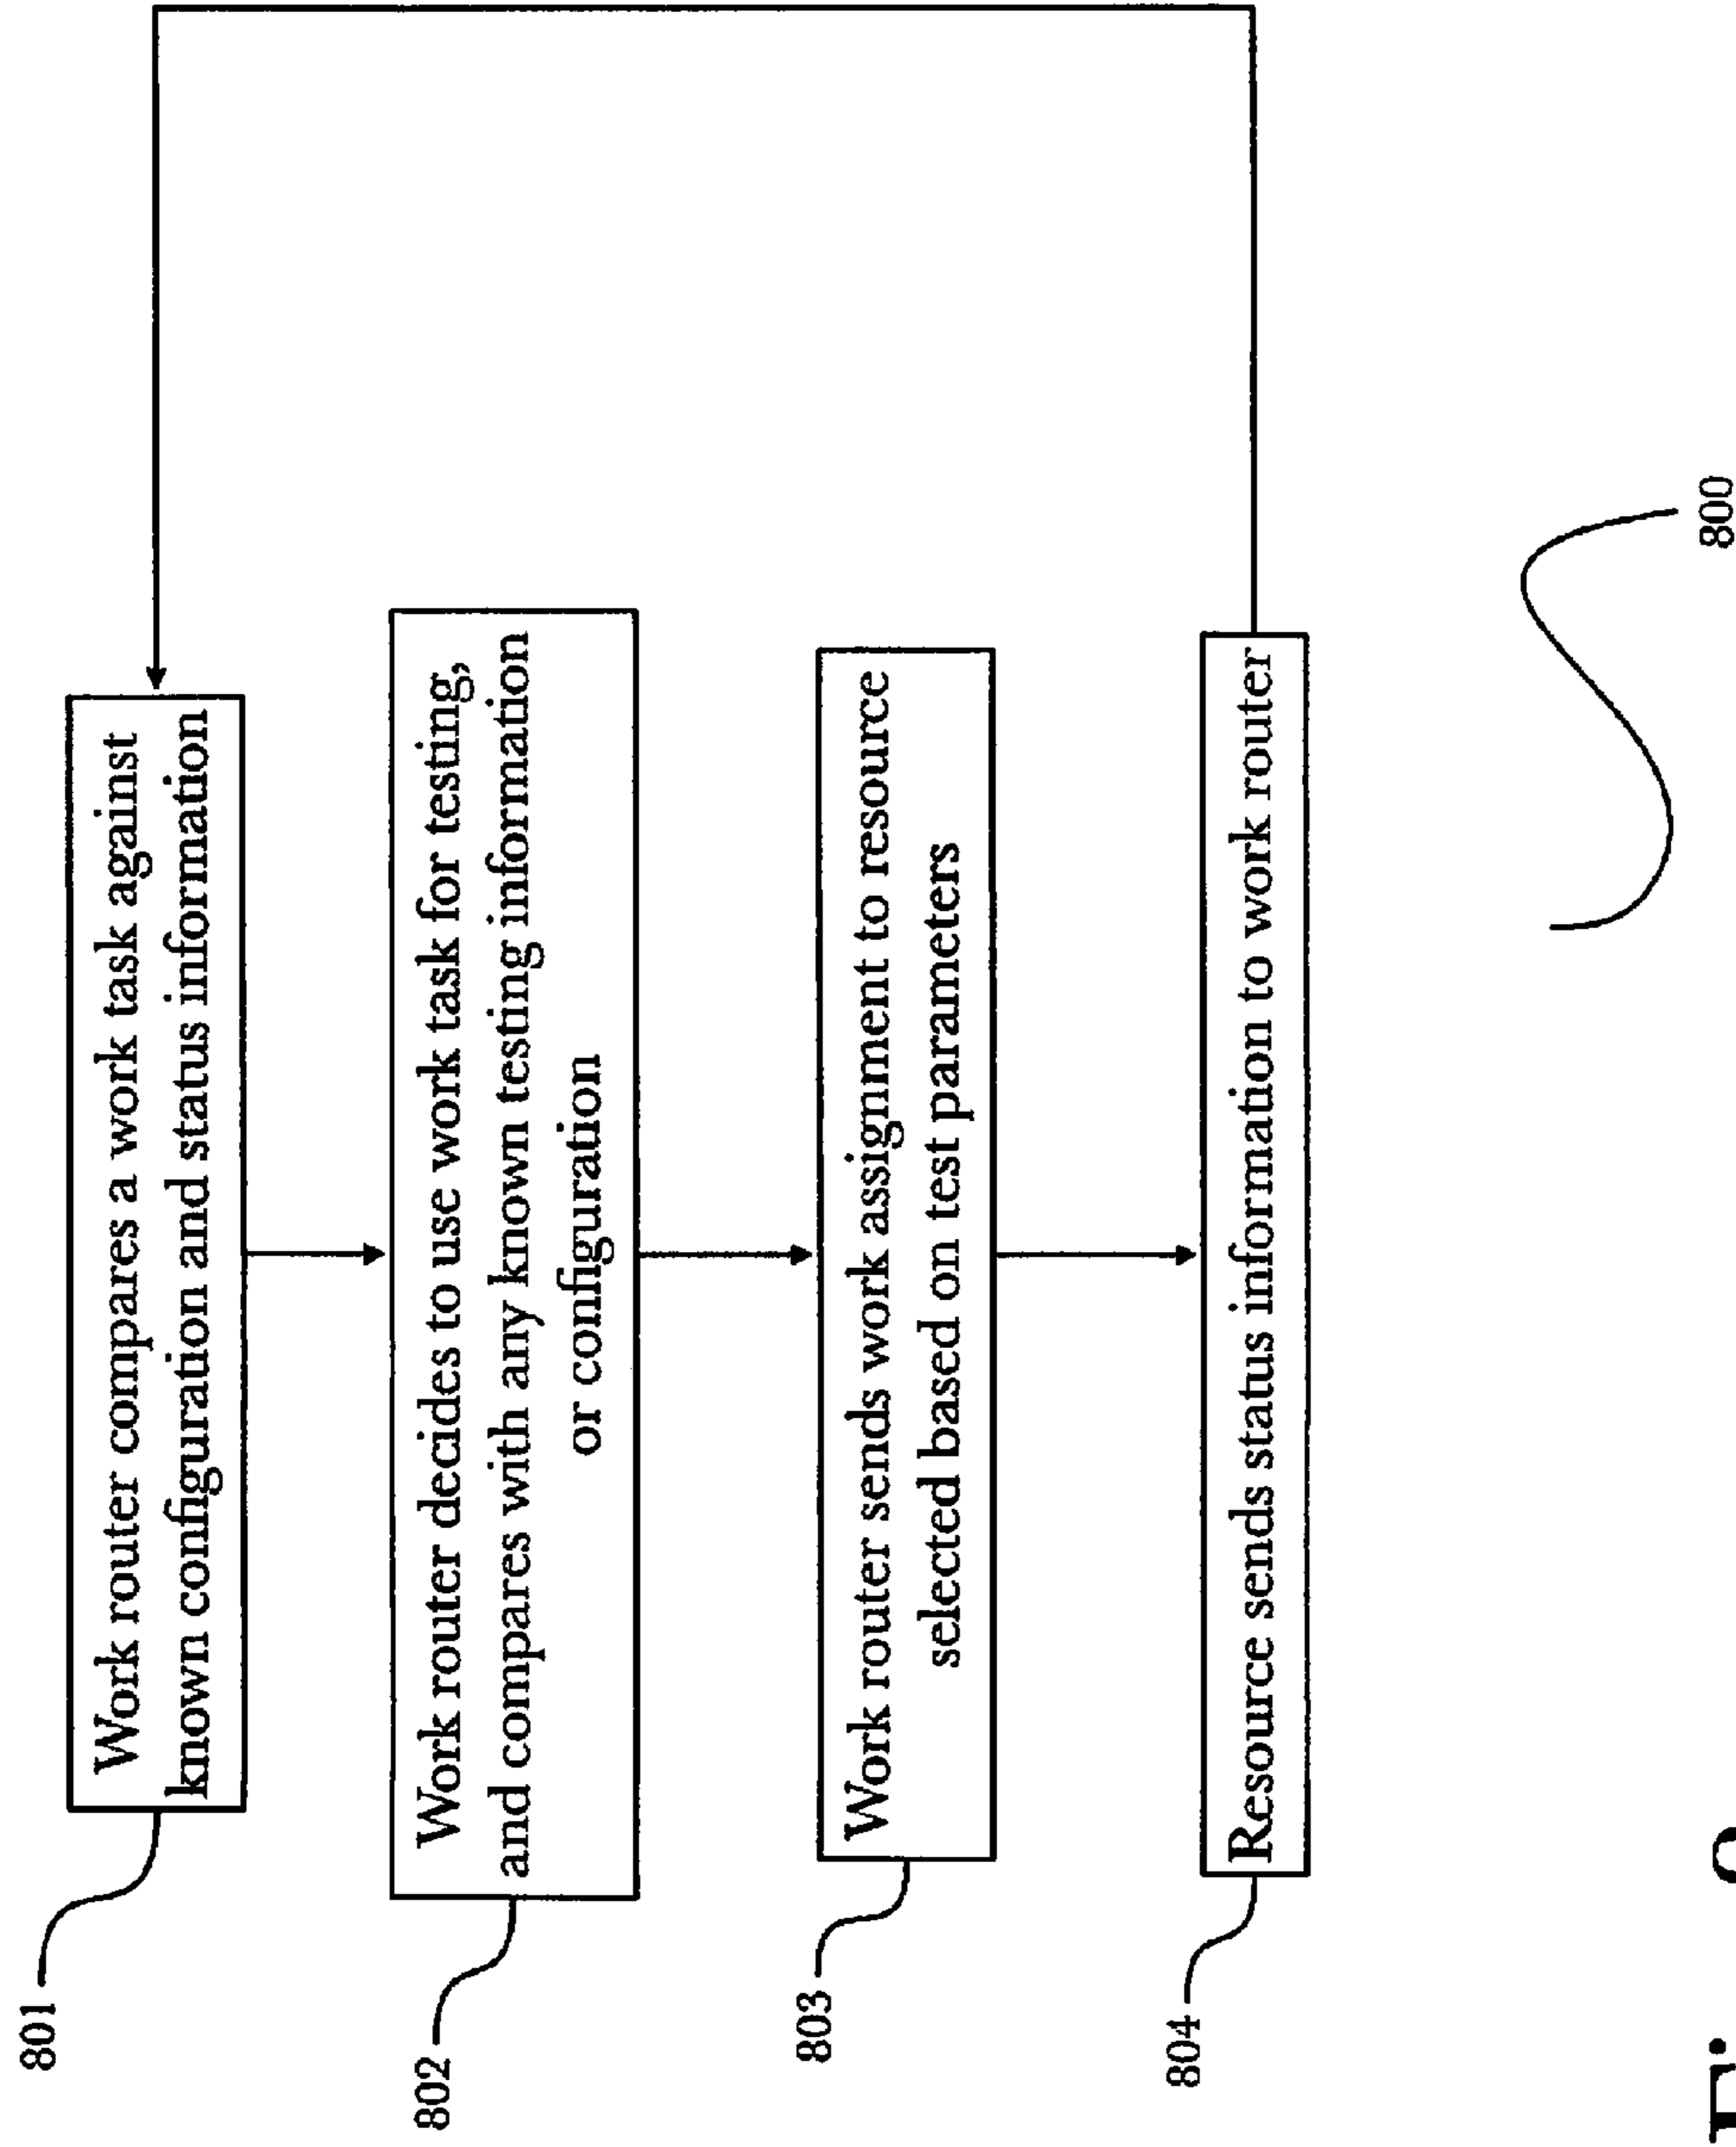 801
Work router compares a work task against
known configuration and status information
802
Work router decides to use work task for testing,
and compares with any known testing information
or configuration
803
Work router sends work assignment to resource
selected based on test parameters
804
Resource sends status information to work router
800